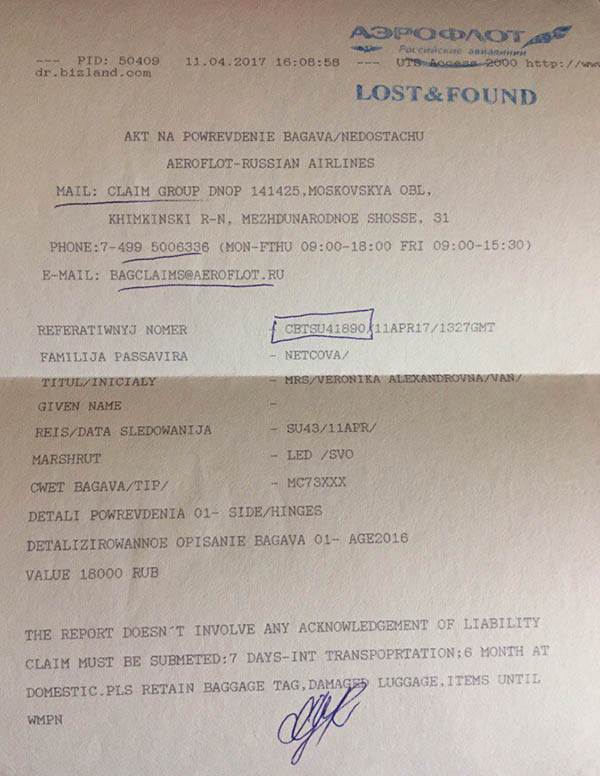 АЭРОФЛОТ
Российские авиалинии
--- PID: 50409 11.04.2017 16:08:58 --- UTS Access 2000 http://ww
dr.bizland.com
LOST&FOUND
AKT NA POWREVDENIE BAGAVA/NEDOSTACHU
AEROFLOT-RUSSIAN AIRLINES
MAIL: CLAIM GROUP DNOP 141425,MOSKOVSKYA OBL,
KHIMKINSKI R-N, MEZHDUNARODNOE SHOSSE, 31
PHONE:7-499 5006336 (MON-FTHU 09:00-18:00 FRI 09:00-15:30)
E-MAIL: BAGCLAIMS@AEROFLOT.RU
REFERATIWNYJ NOMER - CBTSU41890/11APR17/1327GMT
FAMILIJA PASSAVIRA - NETCOVA/
TITUL/INICIALY - MRS/VERONIKA ALEXANDROVNA/VAN/
GIVEN NAME -
REIS/DATA SLEDOWANIJA - SU43/11APR/
MARSHRUT - LED /SVO
CWET BAGAVA/TIP/ - MC73XXX
DETALI POWREVDENIA 01- SIDE/HINGES
DETALIZIROWANNOE OPISANIE BAGAVA 01- AGE2016
VALUE 18000 RUB
THE REPORT DOESN´T INVOLVE ANY ACKNOWLEDGEMENT OF LIABILITY
CLAIM MUST BE SUBMETED:7 DAYS-INT TRANSPOPRTATION;6 MONTH AT
DOMESTIC.PLS RETAIN BAGGAGE TAG,DAMAGED LUGGAGE,ITEMS UNTIL
WMPN